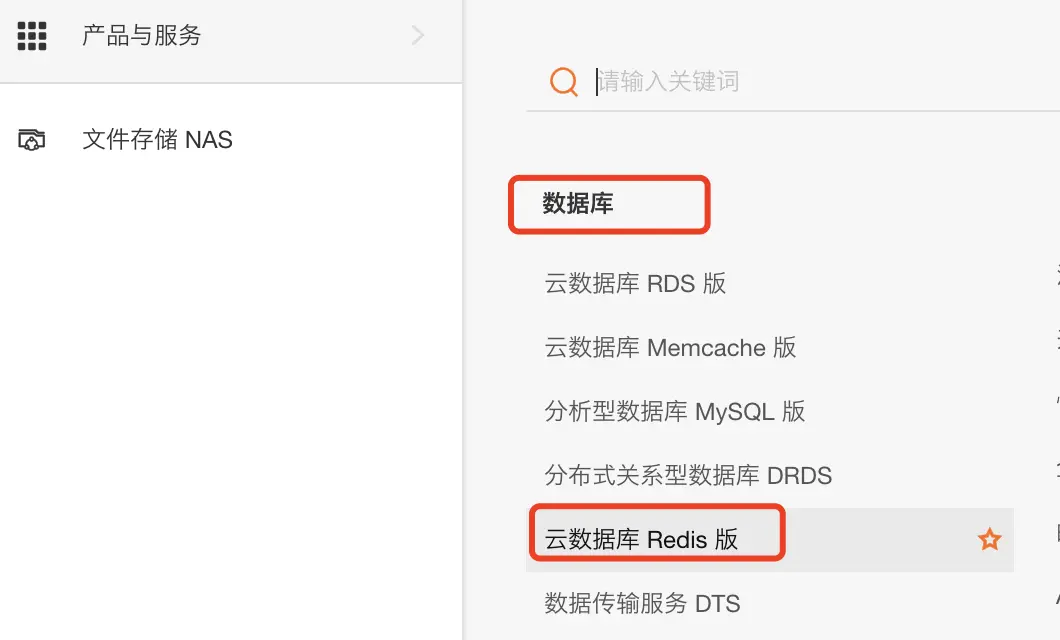 产品与服务
文件存储 NAS
请输入关键词
数据库
云数据库 RDS 版
云数据库 Memcache 版
分析型数据库 MySQL 版
分布式关系型数据库 DRDS
云数据库 Redis 版
数据传输服务 DTS